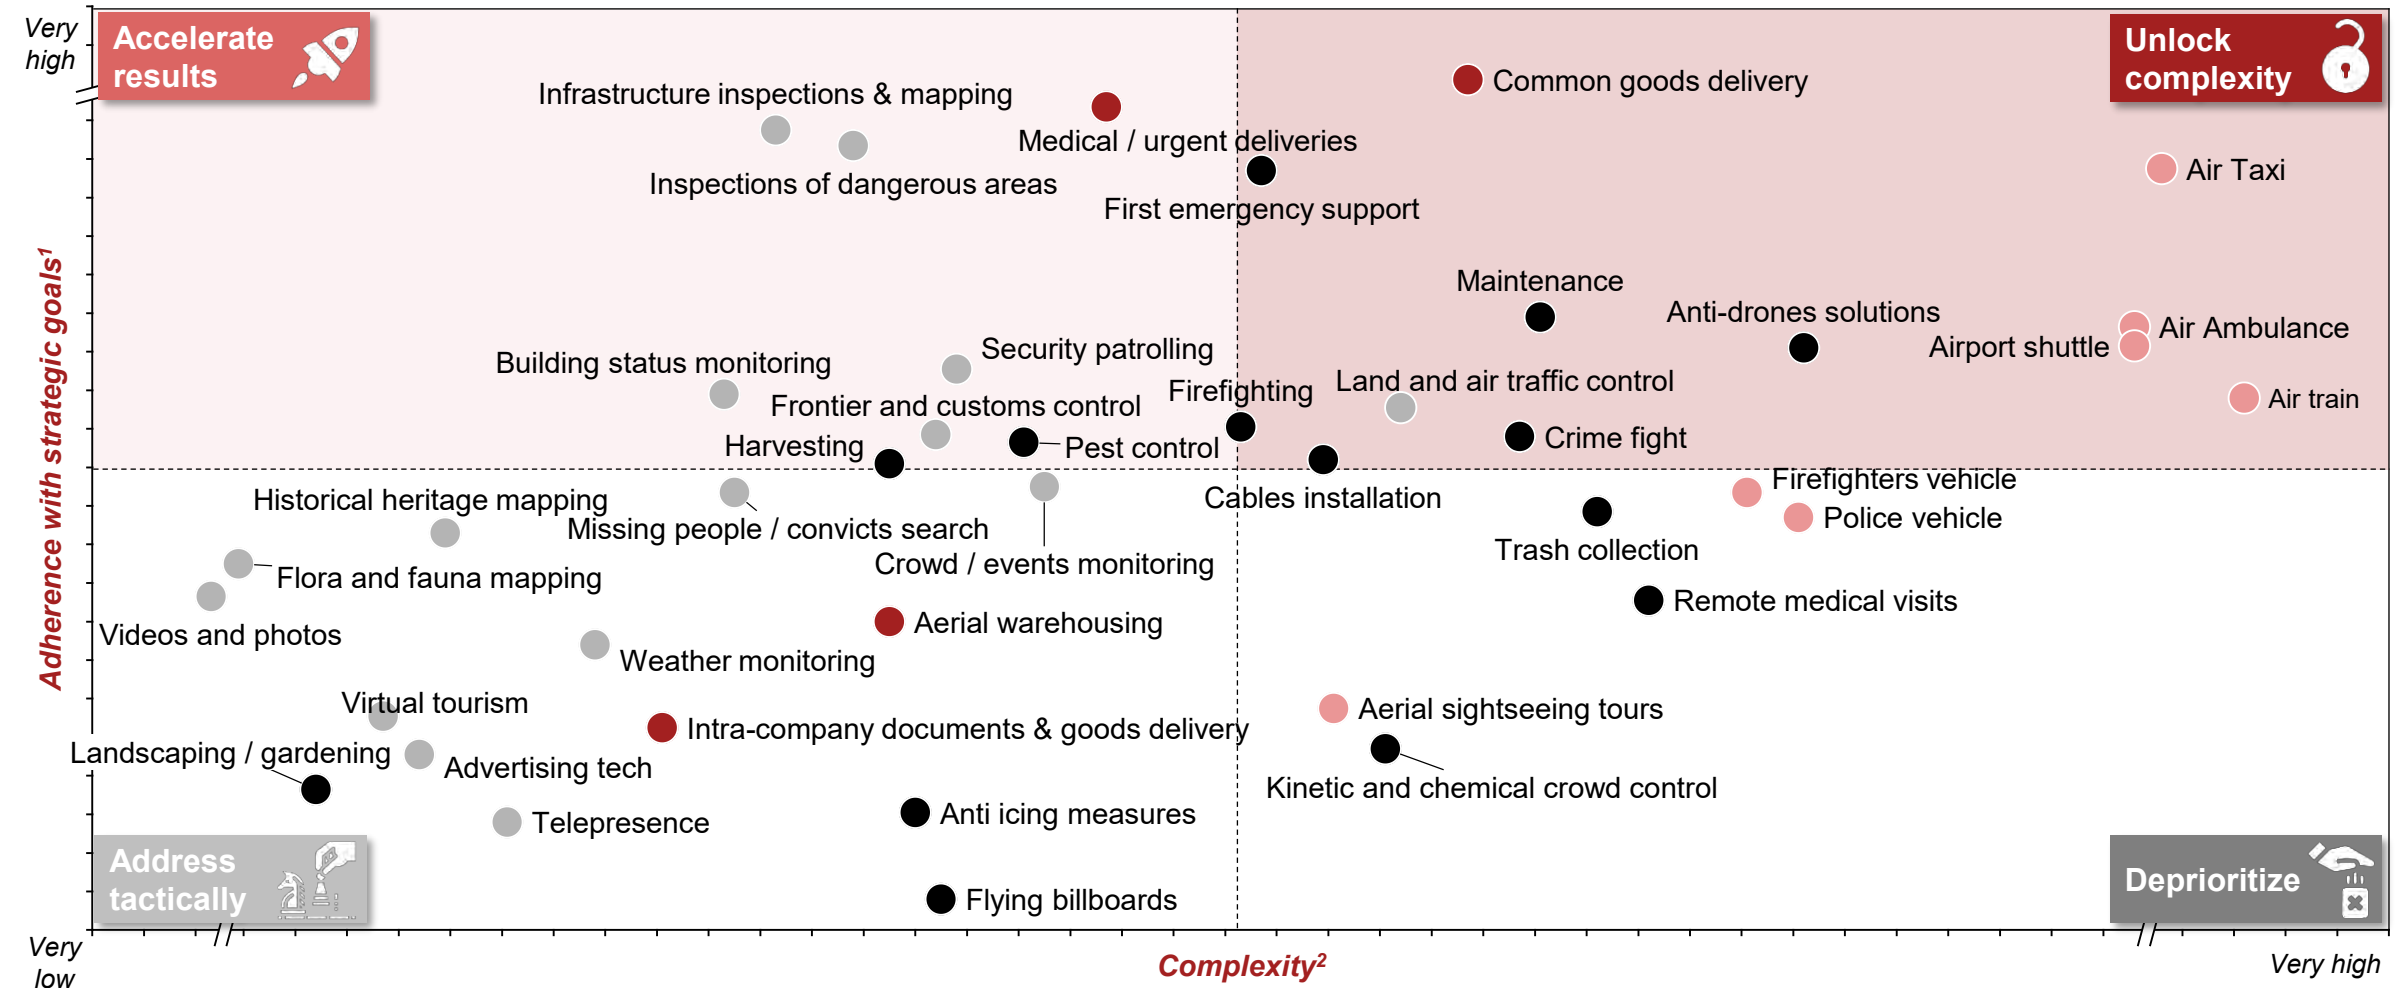 Very
high
Accelerate
results
Unlock
complexity
Common goods delivery
Infrastructure inspections & mapping
Medical / urgent deliveries
Air Taxi
Inspections of dangerous areas
First emergency support
Maintenance
Anti-drones solutions
Air Ambulance
Airport shuttle
Security patrolling
Building status monitoring
Land and air traffic control
Firefighting
Air train
Frontier and customs control
Crime fight
Harvesting
Pest control
Firefighters vehicle
Cables installation
Historical heritage mapping
Police vehicle
Missing people / convicts search
Trash collection
Crowd / events monitoring
Flora and fauna mapping
Remote medical visits
Aerial warehousing
Videos and photos
Weather monitoring
Virtual tourism
Aerial sightseeing tours
Intra-company documents & goods delivery
Landscaping / gardening
Advertising tech
Kinetic and chemical crowd control
Anti icing measures
Telepresence
Flying billboards
Address
tactically
Deprioritize
Adherence with strategic goals¹
Very
low
Complexity²
Very high